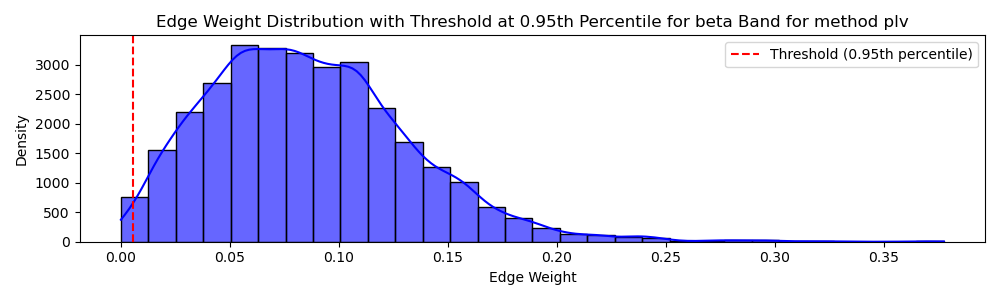 Edge Weight Distribution with Threshold at 0.95th Percentile for beta Band for method plv
Threshold (0.95th percentile)
Density
3000
2500
2000
1500
1000
500
0
0.00 0.05 0.10 0.15 0.20 0.25 0.30 0.35
Edge Weight